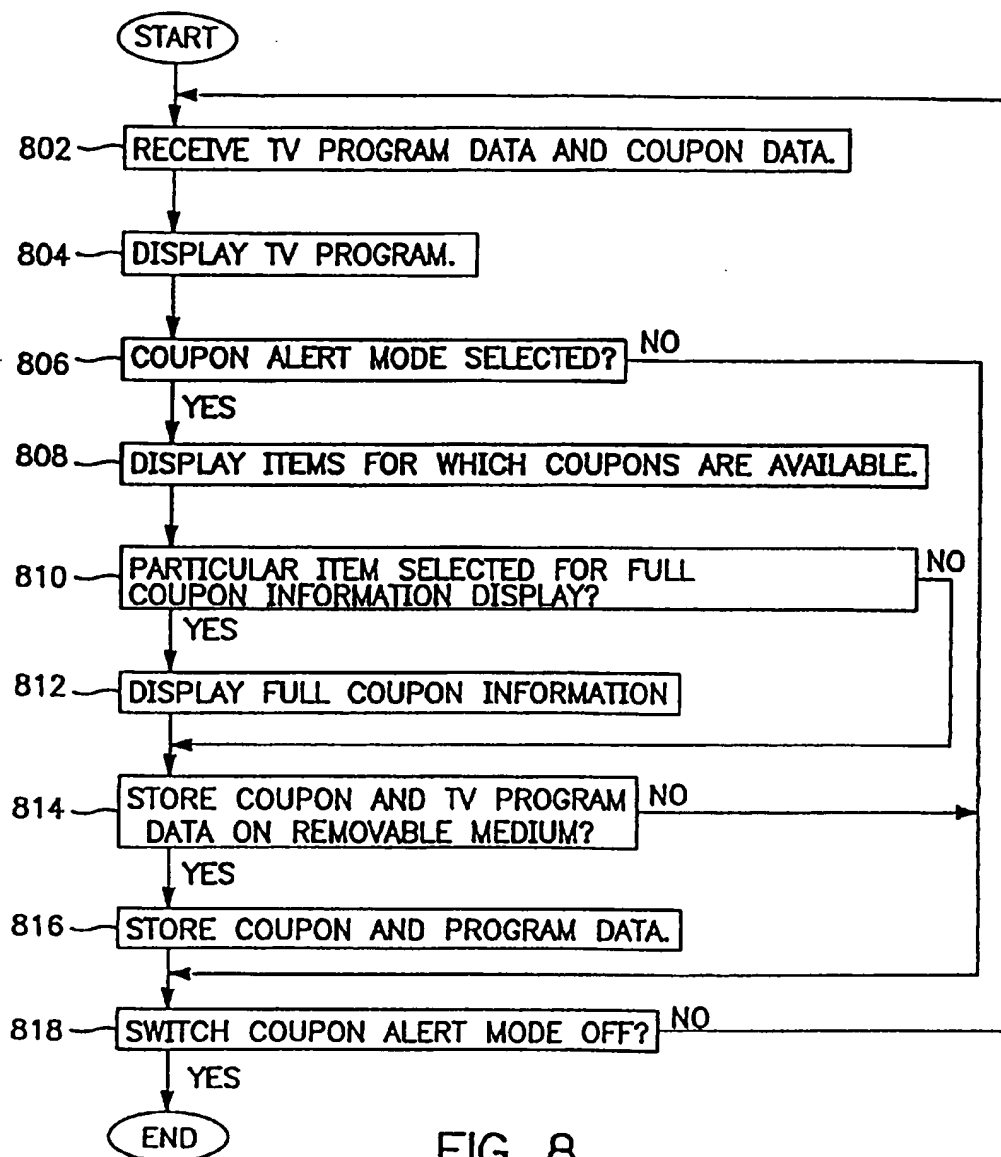 START
802
RECEIVE TV PROGRAM DATA AND COUPON DATA.
804
DISPLAY TV PROGRAM.
806
COUPON ALERT MODE SELECTED?
NO
YES
808
DISPLAY ITEMS FOR WHICH COUPONS ARE AVAILABLE.
810
PARTICULAR ITEM SELECTED FOR FULL
COUPON INFORMATION DISPLAY?
NO
YES
812
DISPLAY FULL COUPON INFORMATION
814
STORE COUPON AND TV PROGRAM
DATA ON REMOVABLE MEDIUM?
NO
YES
816
STORE COUPON AND PROGRAM DATA.
818
SWITCH COUPON ALERT MODE OFF?
NO
YES
END
FIG. 8